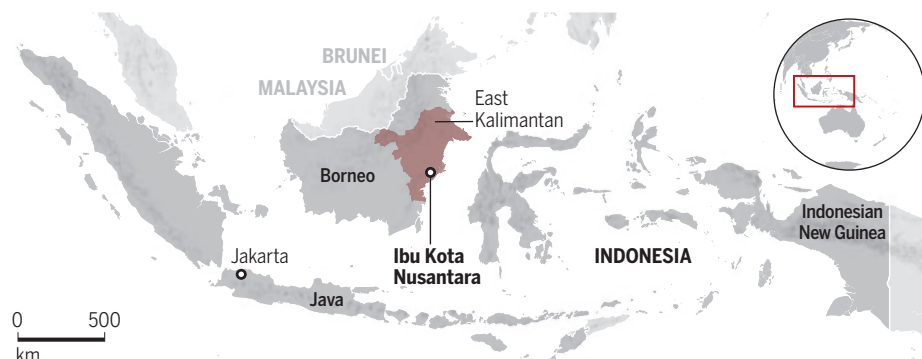 BRUNEI
MALAYSIA
East
Kalimantan
Borneo
Indonesian
New Guinea
Jakarta
Ibu Kota
Nusantara
INDONESIA
Java
0 500
km